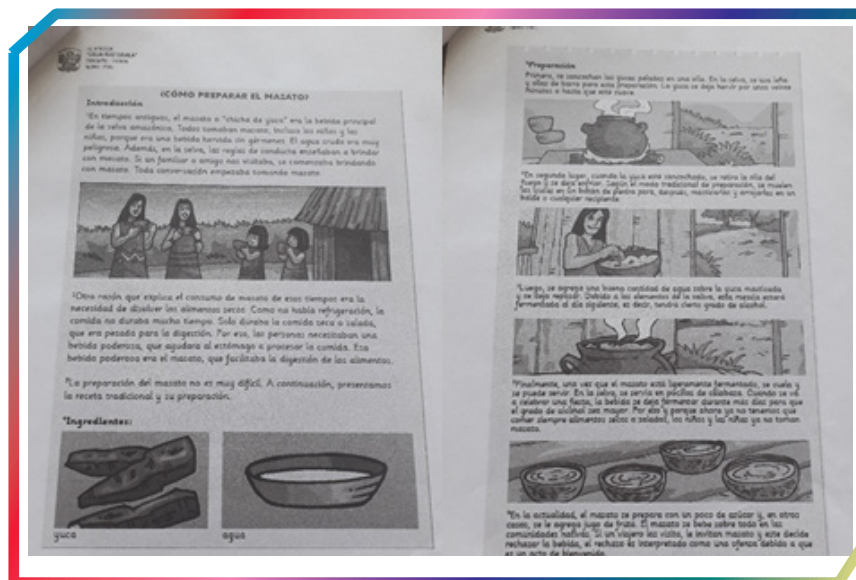 ¿CÓMO PREPARAR EL MASATO?
Introducción
En tiempos antiguos, el masato o "chicha de yuca" era la bebida principal
de la selva amazónica. Todos tomaban masato, incluso los niños y las
niñas, porque era una bebida hervida sin gérmenes. El agua cruda era muy
peligrosa. Además, en la selva, las reglas de conducta enseñaban a brindar
con masato. Si un familiar o amigo nos visitaba, se comenzaba brindando
con masato. Toda conversación empezaba tomando masato.
Otra razón que explica el consumo de masato de esos tiempos era la
necesidad de disolver los alimentos secos. Como no había refrigeración, la
comida no duraba mucho tiempo. Solo duraba la comida seca o salada,
que era pesada para la digestión. Por eso, las personas necesitaban una
bebida poderosa, que ayudara al estómago a procesar la comida. Esa
bebida poderosa era el masato, que facilitaba la digestión de los alimentos.
La preparación del masato no es muy difícil. A continuación, presentamos
la receta tradicional y su preparación.
Ingredientes:
yuca
agua
Preparación
Primero, se sancochan las yucas peladas en una olla. En la selva, se usa leña
y ollas de barro para esta preparación. La yuca se deja hervir por unos veinte
minutos o hasta que esté suave.
En segundo lugar, cuando la yuca está sancochada, se retira la olla del
fuego y se deja enfriar. Según el modo tradicional de preparación, se muelen
las yucas en un batán de piedra para, después, masticarlas y arrojarlas en un
balde o cualquier recipiente.
Luego, se agrega una buena cantidad de agua sobre la yuca masticada
y se deja reposar. Debido a los elementos de la saliva, esta mezcla estará
fermentada al día siguiente, es decir, tendrá cierto grado de alcohol.
Finalmente, una vez que el masato está ligeramente fermentado, se cuela y
se puede servir. En la selva, se servía en pocillos de calabaza. Cuando se va
a celebrar una fiesta, la bebida se deja fermentar durante más días para que
el grado de alcohol sea mayor. Por eso y porque ahora ya no tenemos que
comer siempre alimentos secos o salados, los niños y las niñas ya no toman
masato.
En la actualidad, el masato se prepara con un poco de azúcar y, en otros
casos, se le agrega jugo de fruta. El masato se bebe sobre todo en las
comunidades nativas. Si un viajero las visita, le invitan masato y este decide
rechazar la bebida, el rechazo es interpretado como una ofensa debido a que
es un acto de bienvenida.